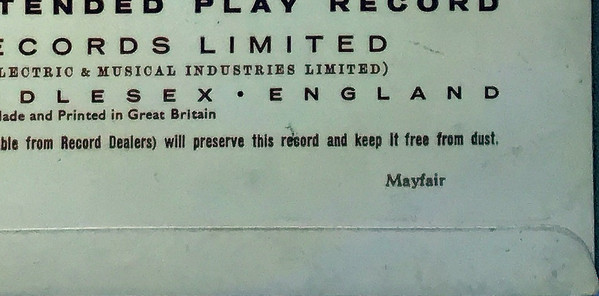 TENDED PLAY RECORD
ECORDS LIMITED
LECTRIC & MUSICAL INDUSTRIES LIMITED)
DLESEX • ENGLAND
Made and Printed in Great Britain
ble from Record Dealers) will preserve this record and keep it free from dust.
Mayfair